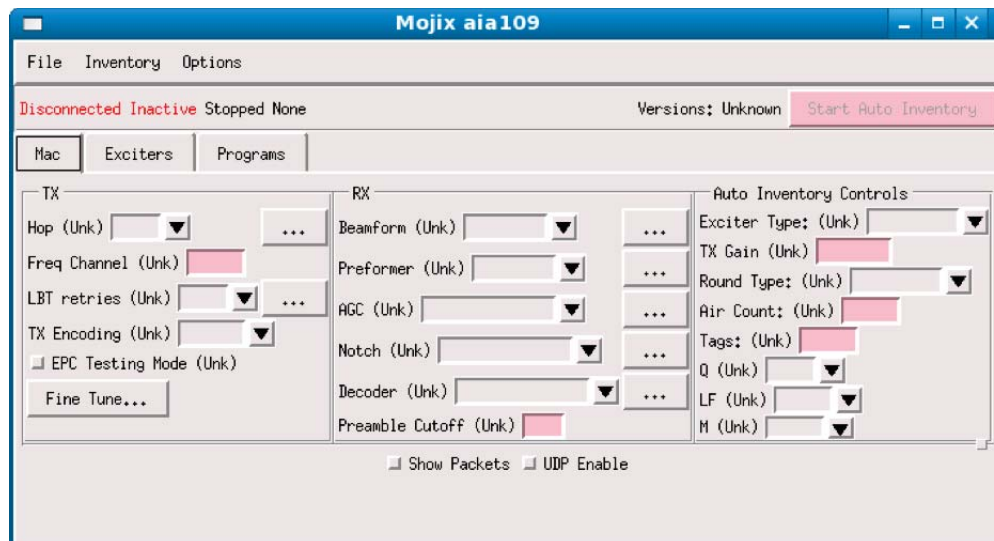 Mojix aia109
File Inventory Options
Disconnected Inactive Stopped None Versions: Unknown Start Auto Inventory
Mac Exciters Programs
TX
Hop (Unk) ...
Freq Channel (Unk)
LBT retries (Unk) ...
TX Encoding (Unk)
EPC Testing Mode (Unk)
Fine Tune...
RX
Beamform (Unk) ...
Preformer (Unk) ...
AGC (Unk) ...
Notch (Unk) ...
Decoder (Unk) ...
Preamble Cutoff (Unk)
Auto Inventory Controls
Exciter Type: (Unk)
TX Gain (Unk)
Round Type: (Unk)
Air Count: (Unk)
Tags: (Unk)
Q (Unk)
LF (Unk)
M (Unk)
Show Packets UDP Enable